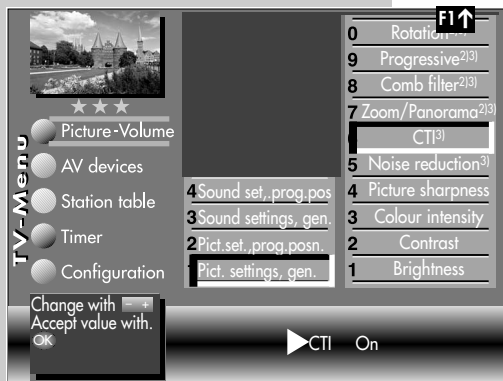 F1↑
0 Rotation2)3)
9 Progressive2)3)
8 Comb filter2)3)
7 Zoom/Panorama2)3)
CTI3)
5 Noise reduction3)
4 Picture sharpness
3 Colour intensity
2 Contrast
1 Brightness
TV-Menu
Picture-Volume
AV devices
Station table
Timer
Configuration
4 Sound set,.prog.pos
3 Sound settings, gen.
2 Pict.set.,prog.posn.
Pict. settings, gen.
Change with - +
Accept value with.
OK
CTI On